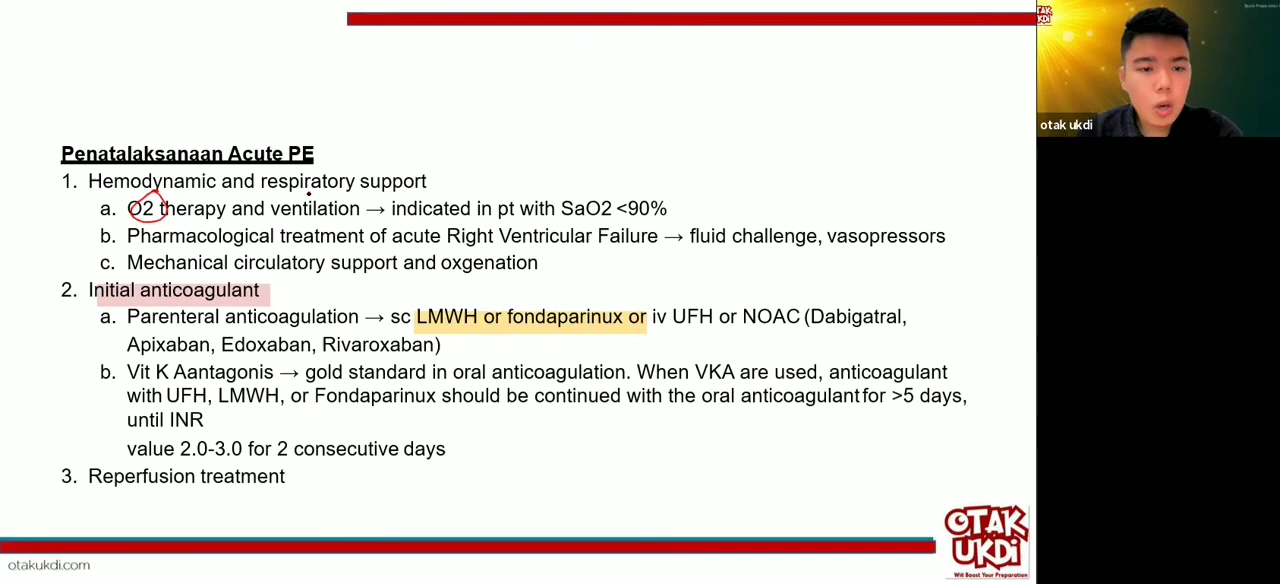 Penatalaksanaan Acute PE
1. Hemodynamic and respiratory support
a. O2 therapy and ventilation → indicated in pt with SaO2 <90%
b. Pharmacological treatment of acute Right Ventricular Failure → fluid challenge, vasopressors
c. Mechanical circulatory support and oxgenation
2. Initial anticoagulant
a. Parenteral anticoagulation → sc LMWH or fondaparinux or iv UFH or NOAC (Dabigatral,
Apixaban, Edoxaban, Rivaroxaban)
b. Vit K Aantagonis → gold standard in oral anticoagulation. When VKA are used, anticoagulant
with UFH, LMWH, or Fondaparinux should be continued with the oral anticoagulant for >5 days,
until INR
value 2.0-3.0 for 2 consecutive days
3. Reperfusion treatment
OTAK
UKDI
otak ukdi
OTAK
UKDi
Will Boost Your Preparation
otakukdi.com